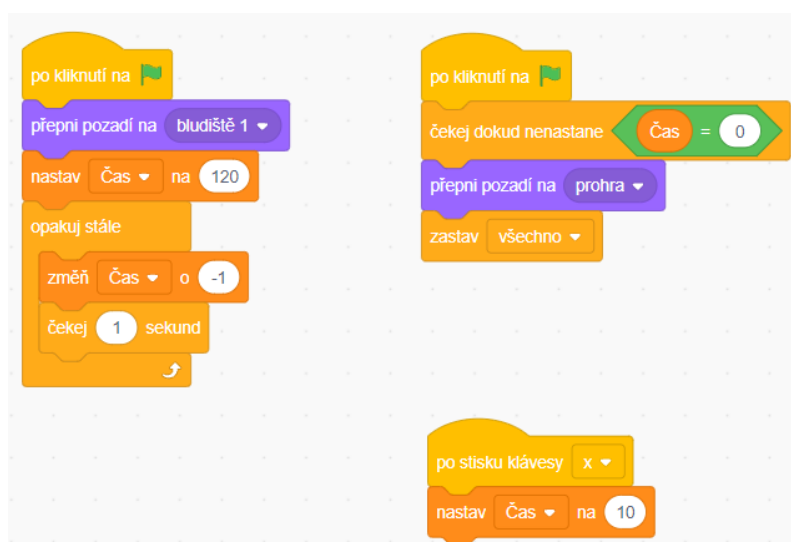 po kliknutí na
přepni pozadí na bludiště 1
nastav Čas na 120
opakuj stále
změň Čas o -1
čekej 1 sekund
po kliknutí na
čekej dokud nenastane Čas = 0
přepni pozadí na prohra
zastav všechno
po stisku klávesy x
nastav Čas na 10